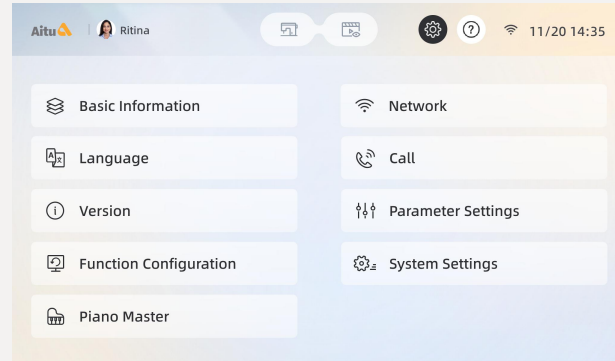 Aitu
Ritina
11/20 14:35
Basic Information
Network
Language
Call
Version
Parameter Settings
Function Configuration
System Settings
Piano Master